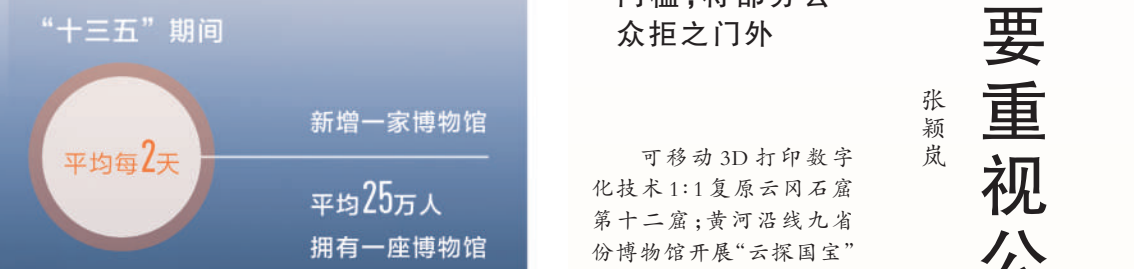 “十三五”期间
平均每2天
新增一家博物馆
平均25万人
拥有一座博物馆
众拒之门外
可移动3D打印数字
化技术1:1复原云冈石窟
第十二窟;黄河沿线九省
份博物馆开展“云探国宝”
张颖岚
要重视公